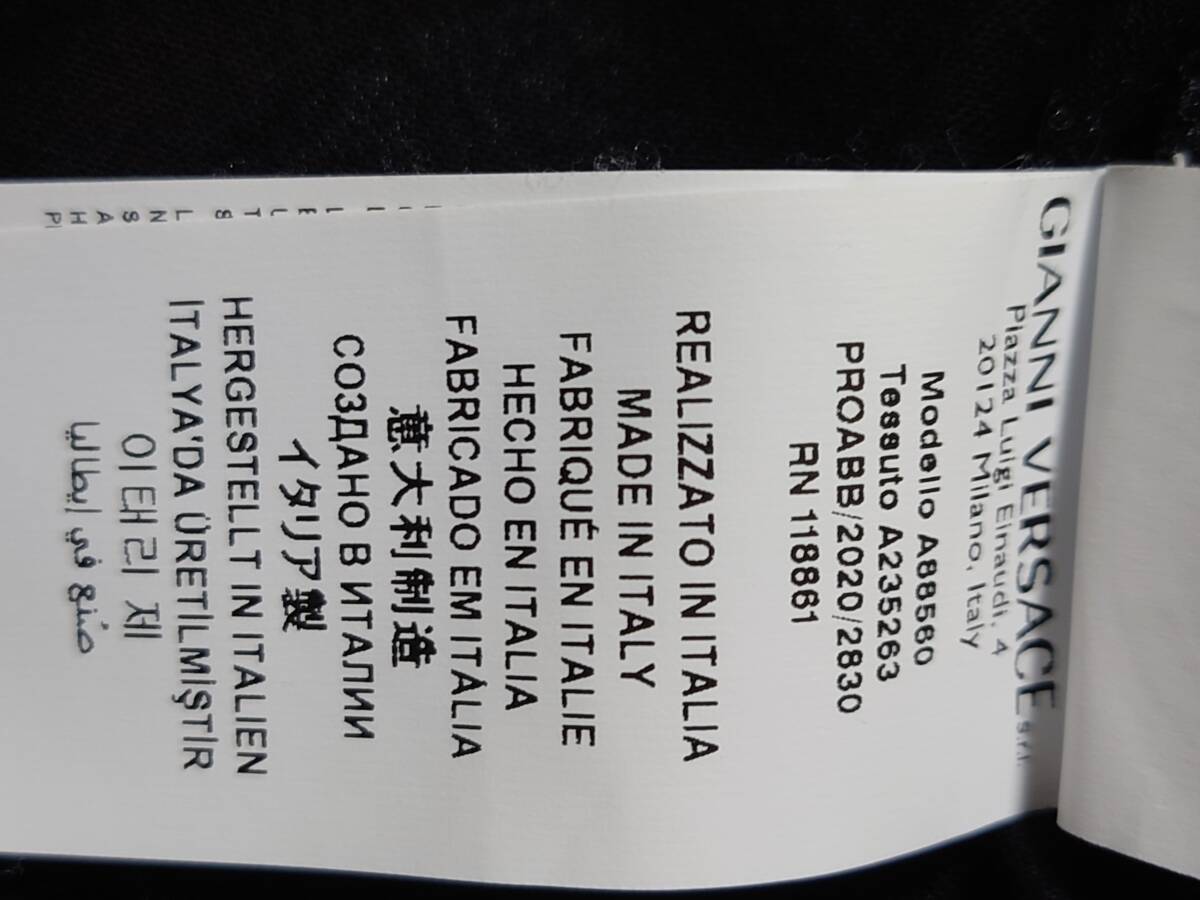 GIANNI VERSACE s.r.l.
Piazza Luigi Einaudi, 4
20124 Milano, Italy
Modello A88560
Tessuto A235263
PROABB/2020/2830
RN 118861
REALIZZATO IN ITALIA
MADE IN ITALY
FABRIQUÉ EN ITALIE
HECHO EN ITALIA
FABRICADO EM ITÁLIA
意大利制造
СОЗДАНО В ИТАЛИИ
イタリア製
HERGESTELLT IN ITALIEN
ITALYA'DA ÜRETİLMİŞTİR
이태리 제
صُنع في إيطاليا